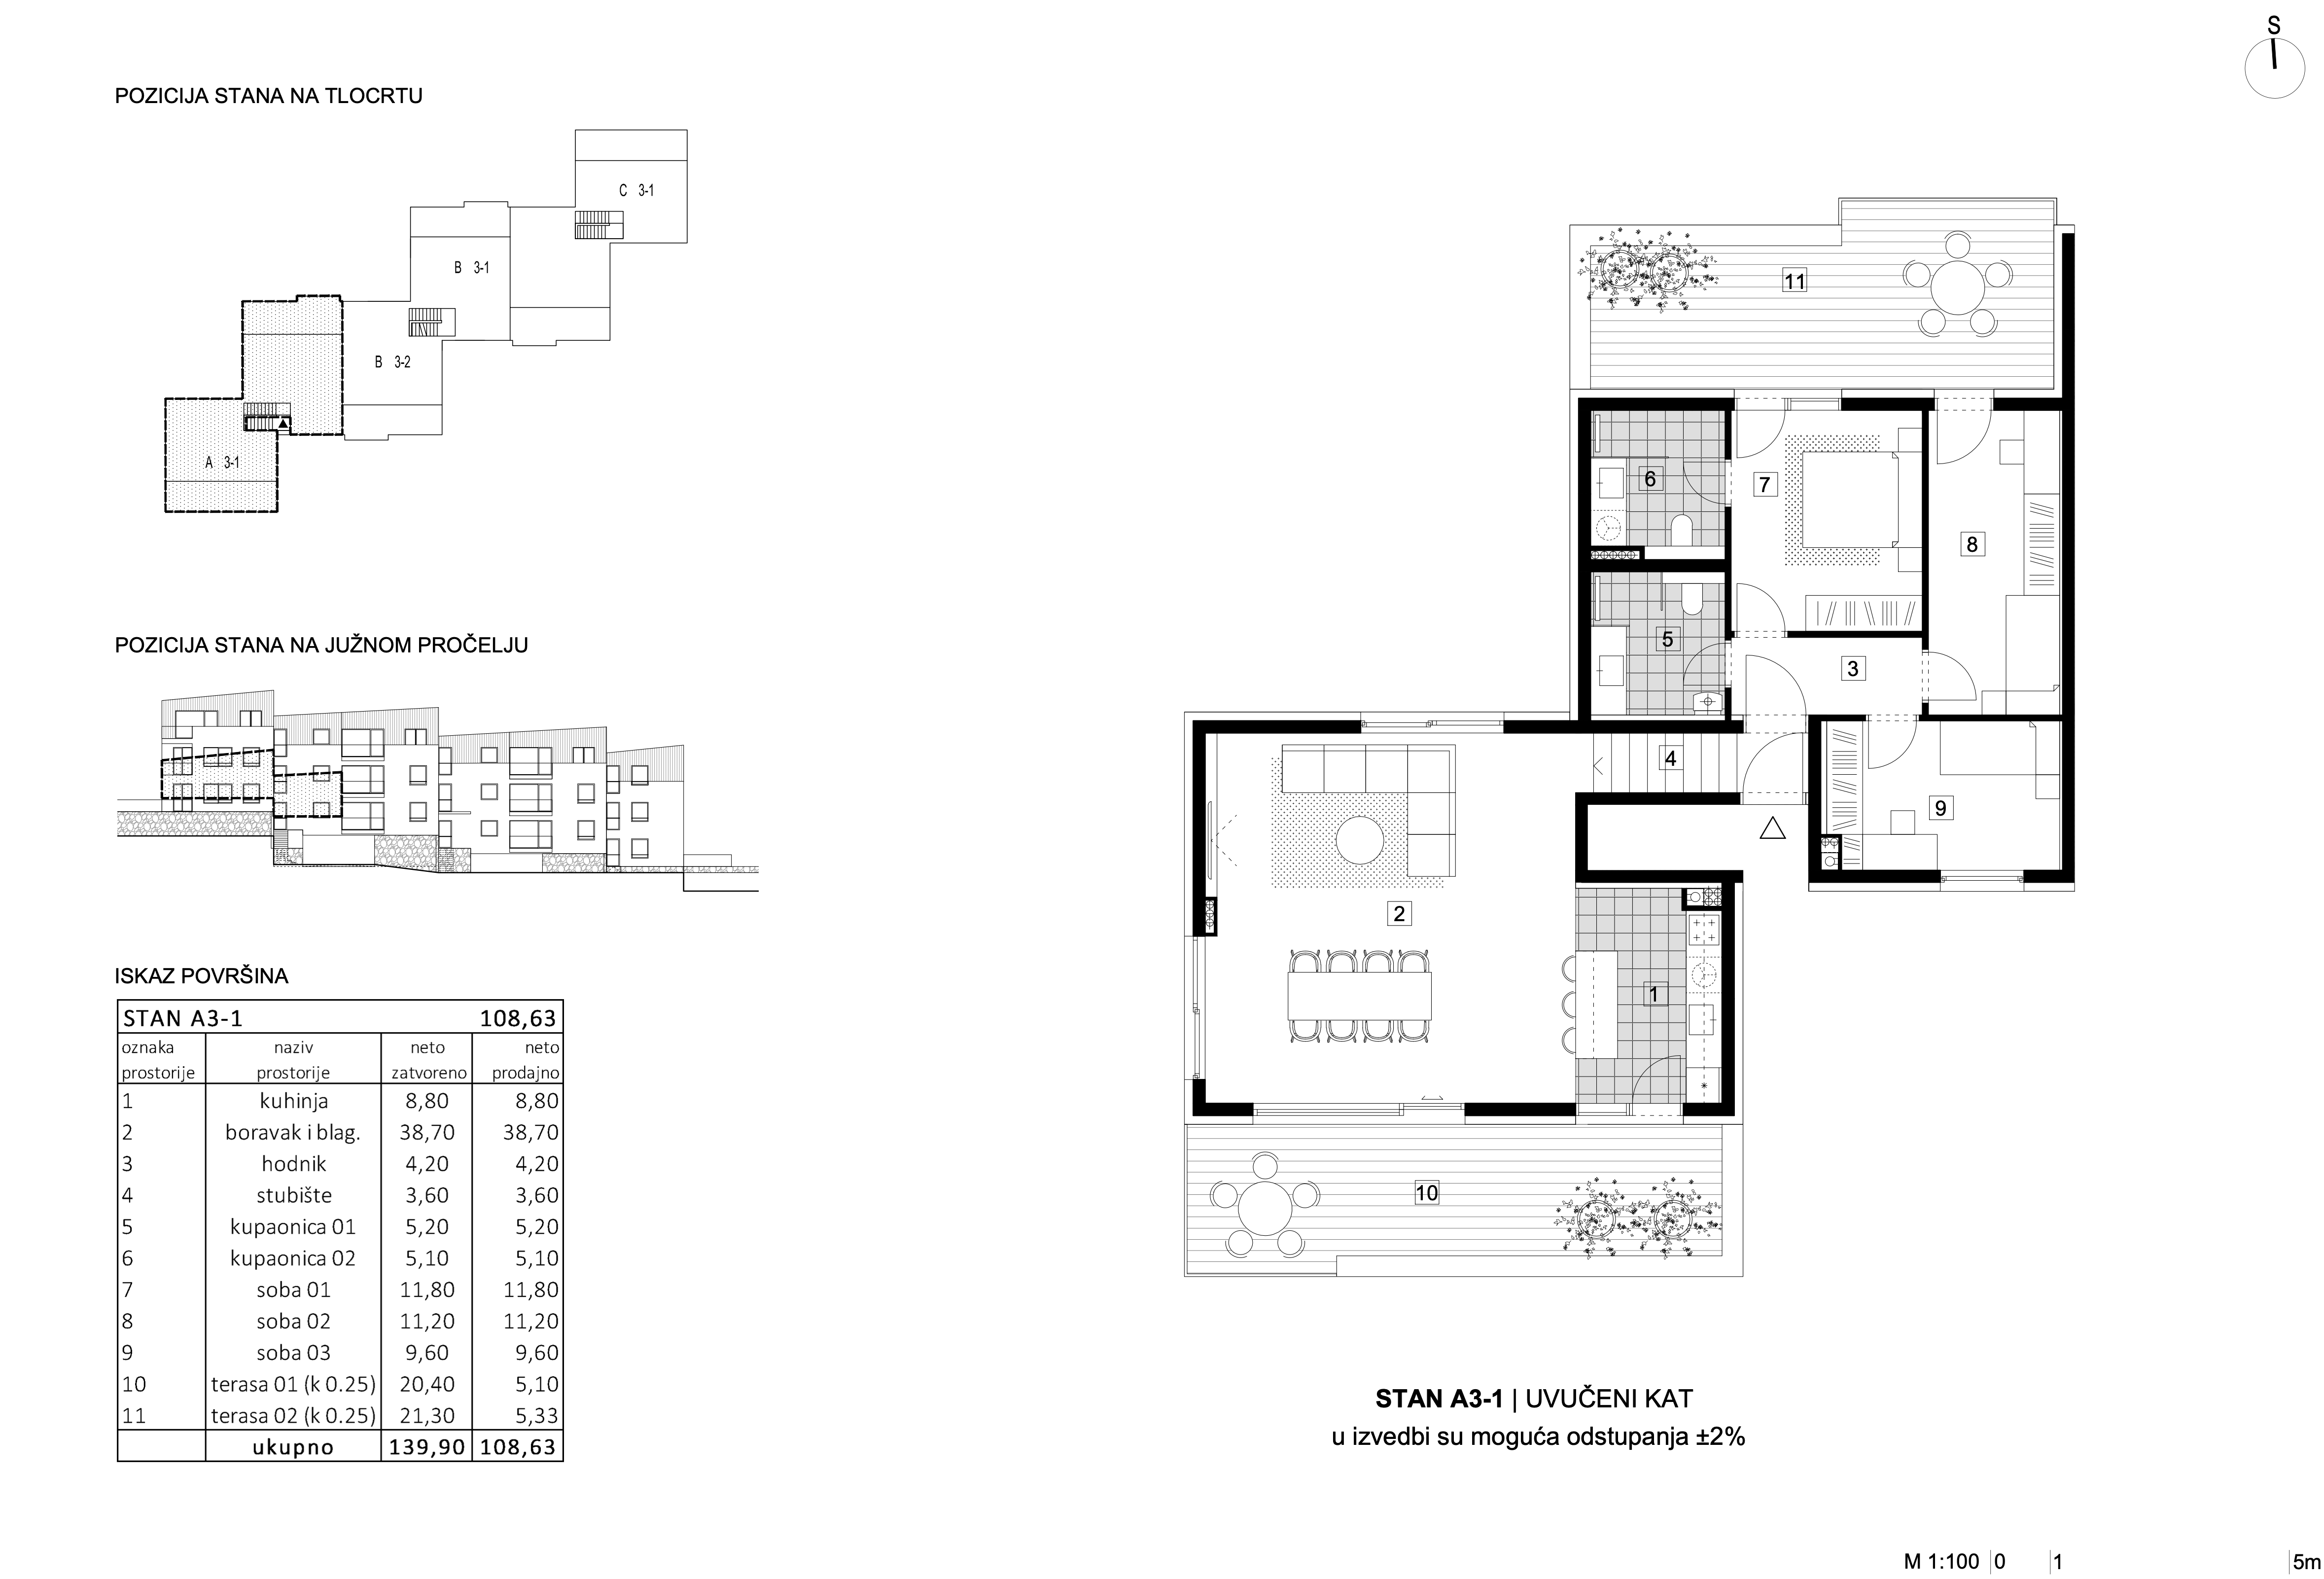 S
POZICIJA STANA NA TLOCRTU
C 3-1
B 3-1
B 3-2
A 3-1
POZICIJA STANA NA JUŽNOM PROČELJU
ISKAZ POVRŠINA
STAN A3-1 108,63
oznaka prostorije naziv prostorije neto zatvoreno neto prodajno
1 kuhinja 8,80 8,80
2 boravak i blag. 38,70 38,70
3 hodnik 4,20 4,20
4 stubište 3,60 3,60
5 kupaonica 01 5,20 5,20
6 kupaonica 02 5,10 5,10
7 soba 01 11,80 11,80
8 soba 02 11,20 11,20
9 soba 03 9,60 9,60
10 terasa 01 (k 0.25) 20,40 5,10
11 terasa 02 (k 0.25) 21,30 5,33
ukupno 139,90 108,63
11
6
7
8
5
3
4
9
2
1
10
STAN A3-1 | UVUČENI KAT
u izvedbi su moguća odstupanja ±2%
M 1:100 0 1 5m